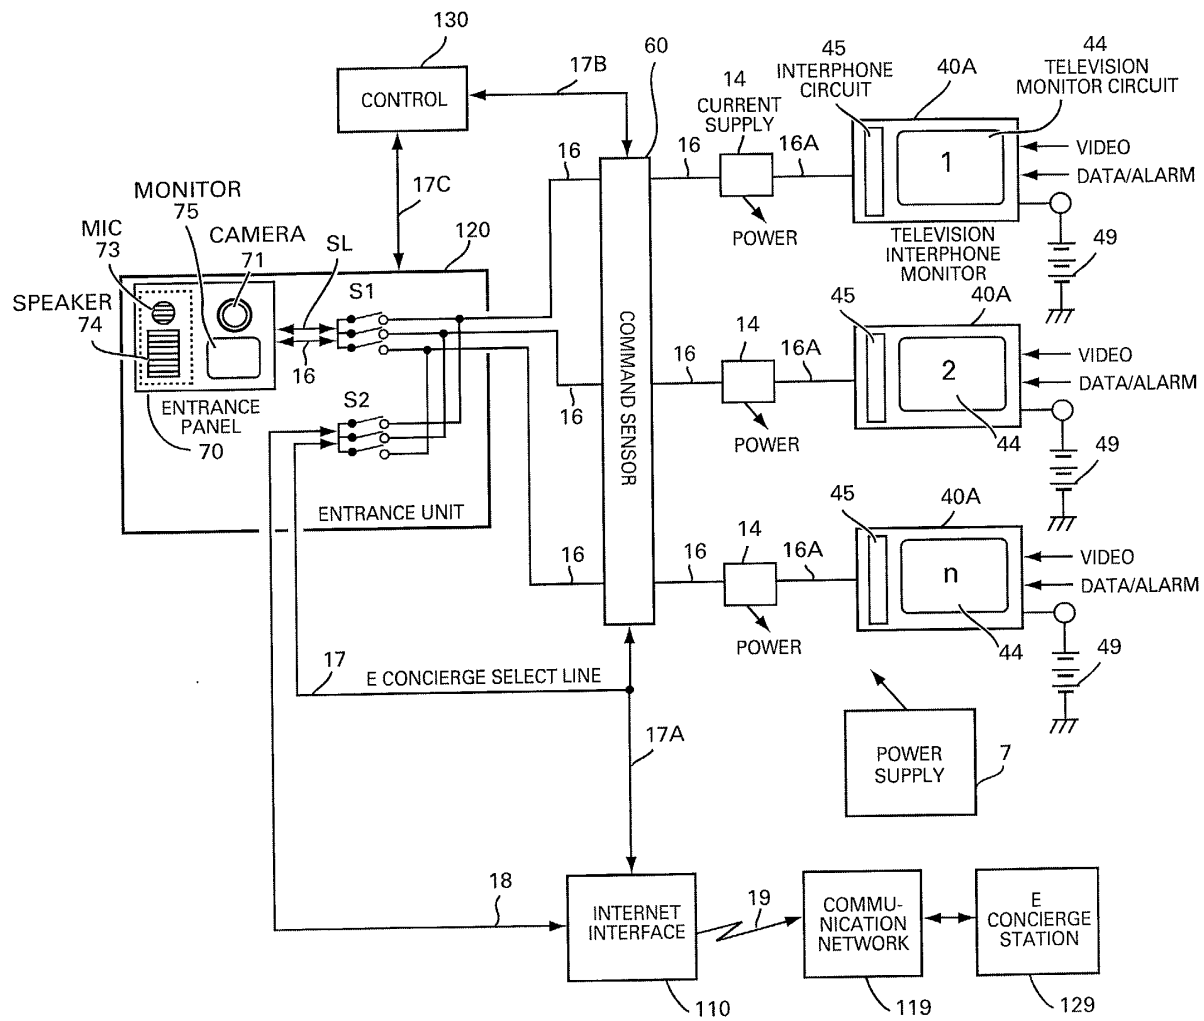 130
CONTROL
17B
60
17C
MONITOR
75
MIC
73
CAMERA
71
SL
120
SPEAKER
74
16
S1
S2
ENTRANCE
PANEL
70
ENTRANCE UNIT
16
16
16
COMMAND SENSOR
16
14
CURRENT
SUPPLY
16A
POWER
45
INTERPHONE
CIRCUIT
40A
44
TELEVISION
MONITOR CIRCUIT
1
VIDEO
DATA/ALARM
TELEVISION
INTERPHONE
MONITOR
49
16
14
16A
POWER
45
40A
2
VIDEO
DATA/ALARM
44
49
16
14
16A
POWER
45
40A
n
VIDEO
DATA/ALARM
44
49
17
E CONCIERGE SELECT LINE
17A
POWER
SUPPLY
7
18
INTERNET
INTERFACE
110
19
COMMU-
NICATION
NETWORK
119
E
CONCIERGE
STATION
129